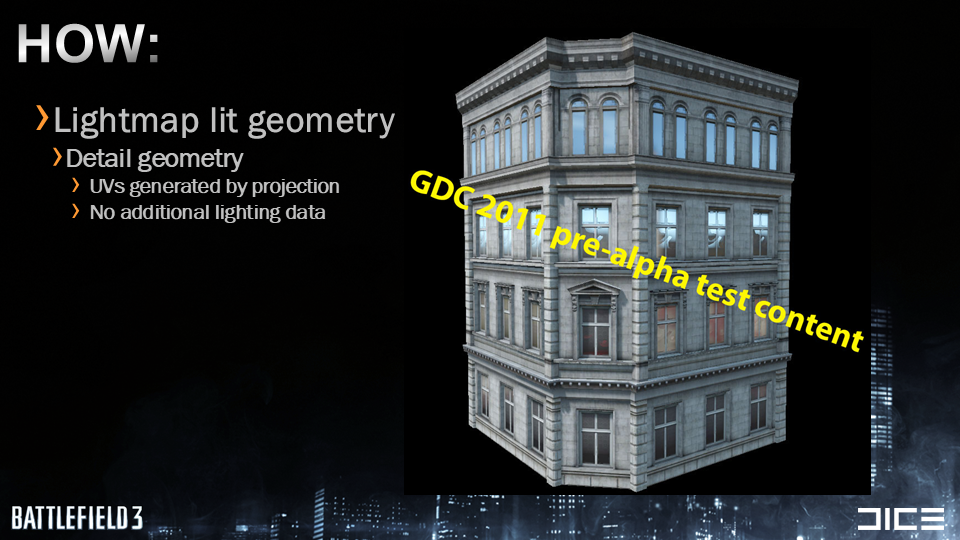 HOW:
Lightmap lit geometry
Detail geometry
UVs generated by projection
No additional lighting data
GDC 2011 pre-alpha test content
BATTLEFIELD 3
DICE